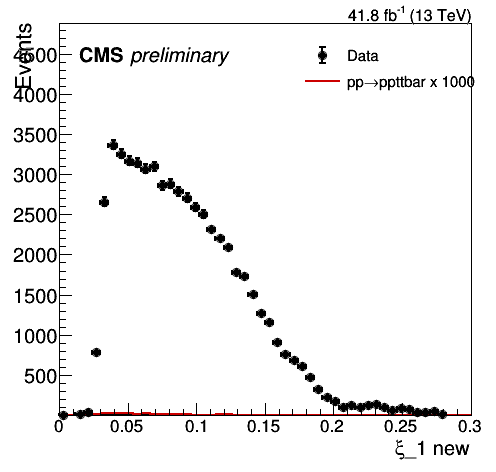 41.8 fb⁻¹ (13 TeV)
Events
CMS preliminary
Data
pp→ppttbar x 1000
4500
4000
3500
3000
2500
2000
1500
1000
500
0 0.05 0.1 0.15 0.2 0.25 0.3
ξ_1 new